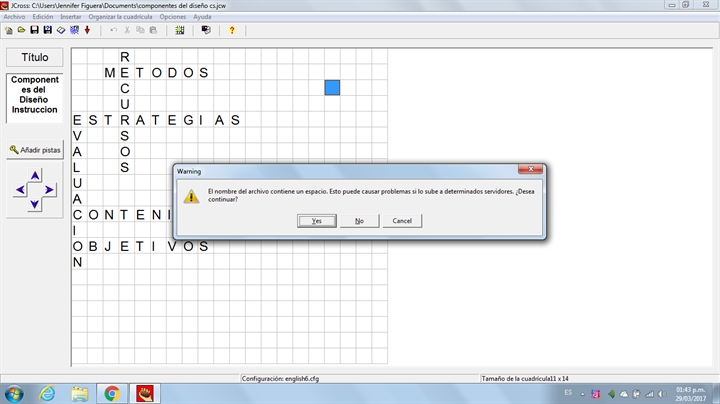 JCross: C:\Users\Jennifer Figuera\Documents\componentes del diseño cs.jcw
Archivo Edición Insertar Organizar la cuadrícula Opciones Ayuda
Título
Component
es del
Diseño
Instruccion
Añadir pistas
R
M E T O D O S
C
U
E S T R A T E G I A S
V S
A O
L S
U
A
C O N T E N I
I
O B J E T I V O S
N
Warning
El nombre del archivo contiene un espacio. Esto puede causar problemas si lo sube a determinados servidores. ¿Desea
continuar?
Yes No Cancel
Configuración: english6.cfg
Tamaño de la cuadrícula11 x 14
ES
01:43 p.m.
29/03/2017